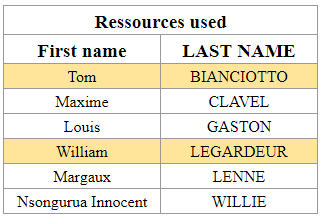 Ressources used
First name LAST NAME
Tom BIANCIOTTO
Maxime CLAVEL
Louis GASTON
William LEGARDEUR
Margaux LENNE
Nsongurua Innocent WILLIE